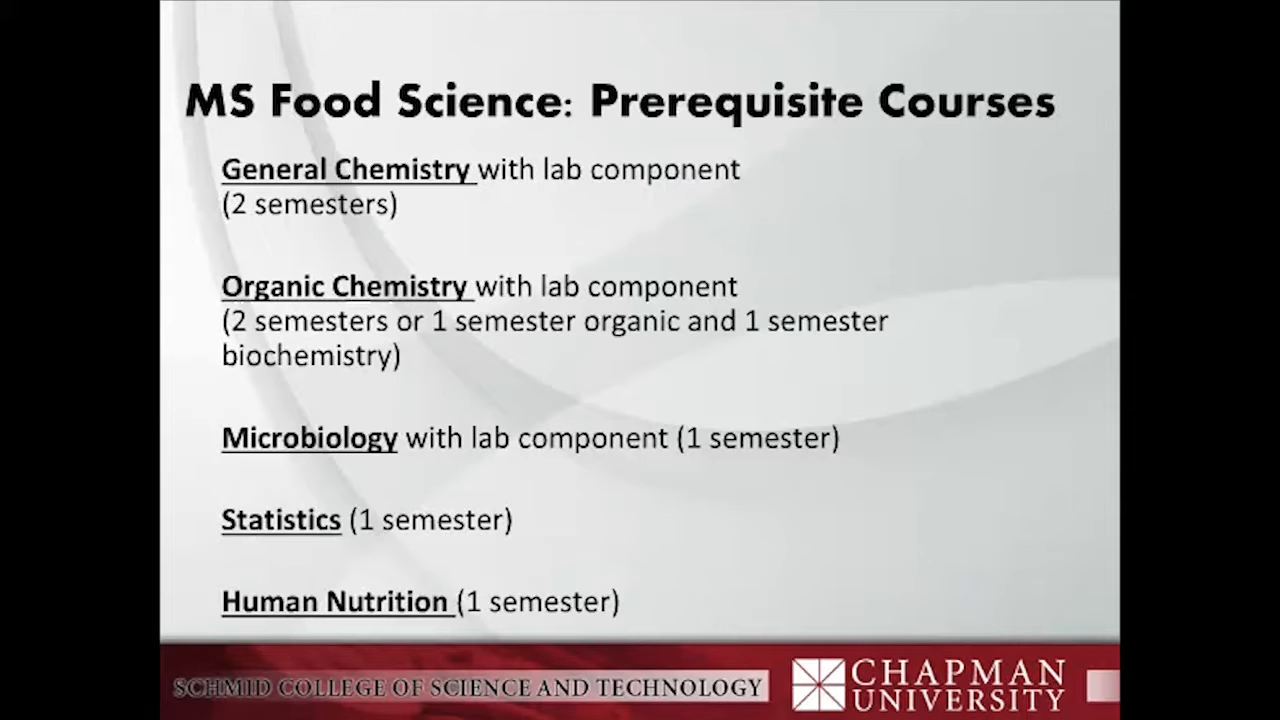 MS Food Science: Prerequisite Courses
General Chemistry with lab component
(2 semesters)
Organic Chemistry with lab component
(2 semesters or 1 semester organic and 1 semester
biochemistry)
Microbiology with lab component (1 semester)
Statistics (1 semester)
Human Nutrition (1 semester)
SCHMID COLLEGE OF SCIENCE AND TECHNOLOGY
CHAPMAN
UNIVERSITY